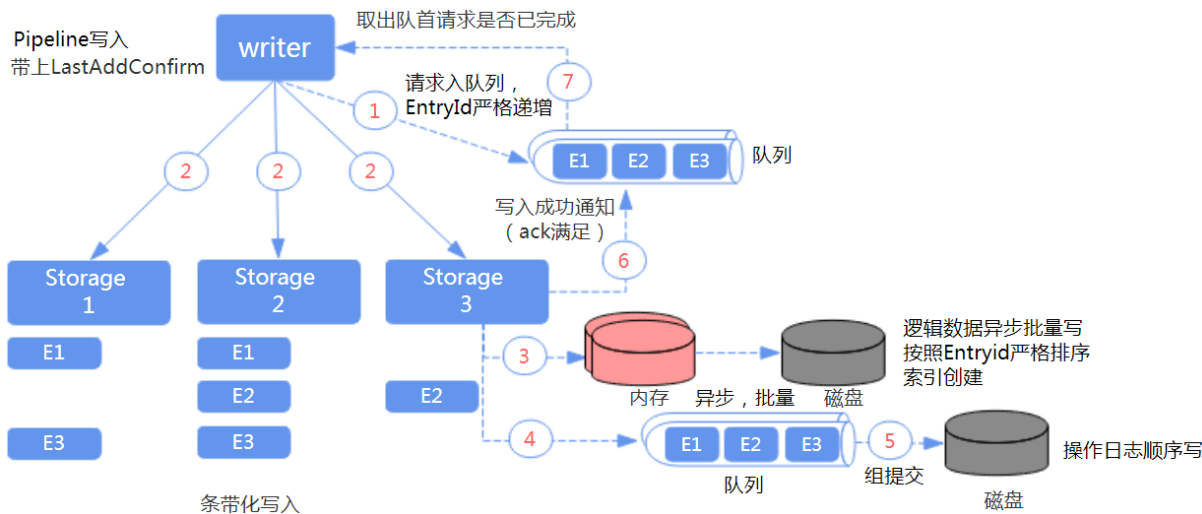 取出队首请求是否已完成
Pipeline写入
带上LastAddConfirm
writer
7
请求入队列，
EntryId严格递增
1
E1 E2 E3
队列
2 2 2
写入成功通知
（ack满足）
6
Storage
1
Storage
2
Storage
3
E1 E1
E2 E2
E3 E3
3
内存
异步，批量
磁盘
逻辑数据异步批量写
按照Entryid严格排序
索引创建
4
E1 E2 E3
队列
5
组提交
磁盘
操作日志顺序写
条带化写入